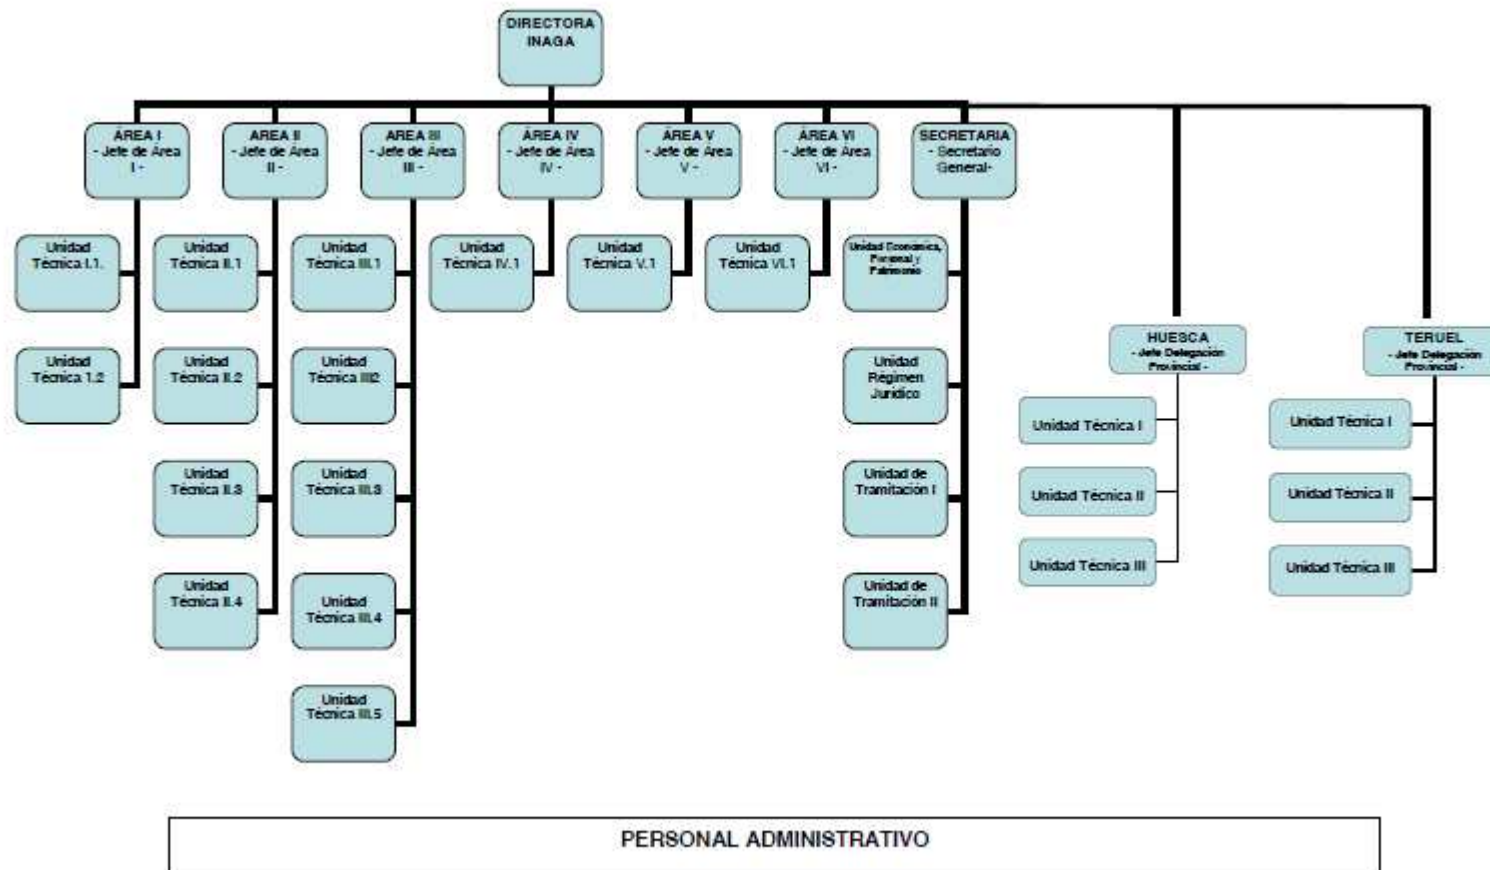 DIRECTORA
INAGA
ÁREA I
- Jefe de Área
I -
AREA II
- Jefe de Área
II -
AREA III
- Jefe de Área
III -
ÁREA IV
- Jefe de Área
IV -
ÁREA V
- Jefe de Área
V -
ÁREA VI
- Jefe de Área
VI -
SECRETARIA
- Secretario
General-
Unidad
Técnica I.1.
Unidad
Técnica II.1
Unidad
Técnica III.1
Unidad
Técnica IV.1
Unidad
Técnica V.1
Unidad
Técnica VI.1
Unidad Económica,
Personal y
Patrimonio
HUESCA
- Jefe Delegación
Provincial -
TERUEL
- Jefe Delegación
Provincial -
Unidad
Técnica 1.2
Unidad
Técnica II.2
Unidad
Técnica III2
Unidad
Régimen
Jurídico
Unidad Técnica I
Unidad Técnica I
Unidad
Técnica II.3
Unidad
Técnica III.3
Unidad de
Tramitación I
Unidad Técnica II
Unidad Técnica II
Unidad Técnica III
Unidad Técnica III
Unidad
Técnica II.4
Unidad
Técnica III.4
Unidad de
Tramitación II
Unidad
Técnica III.5
PERSONAL ADMINISTRATIVO